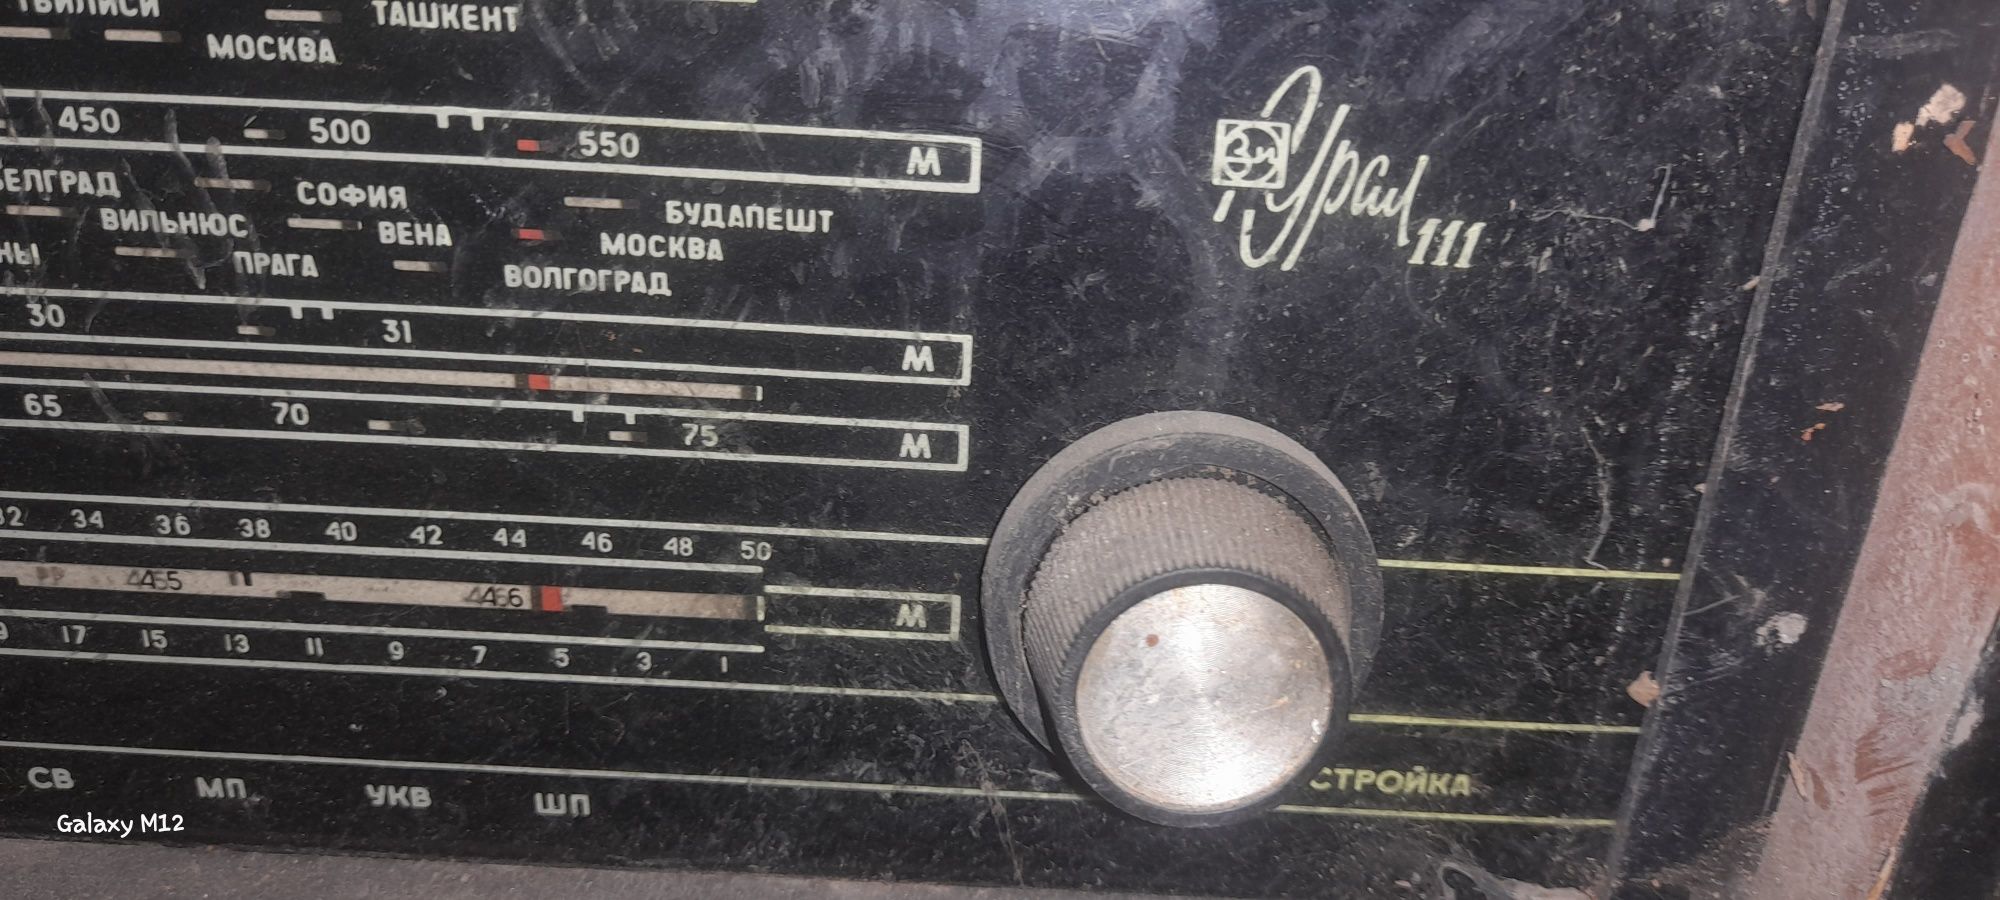 ТБИЛИСИ ТАШКЕНТ
МОСКВА
450 500 550 М
Зи Урал 111
БЕЛГРАД СОФИЯ БУДАПЕШТ
ВИЛЬНЮС ВЕНА МОСКВА
НЫ ПРАГА ВОЛГОГРАД
30 31 М
65 70 75 М
32 34 36 38 40 42 44 46 48 50
М
17 15 13 11 9 7 5 3 1
СТРОЙКА
СВ МП УКВ ШП
Galaxy M12